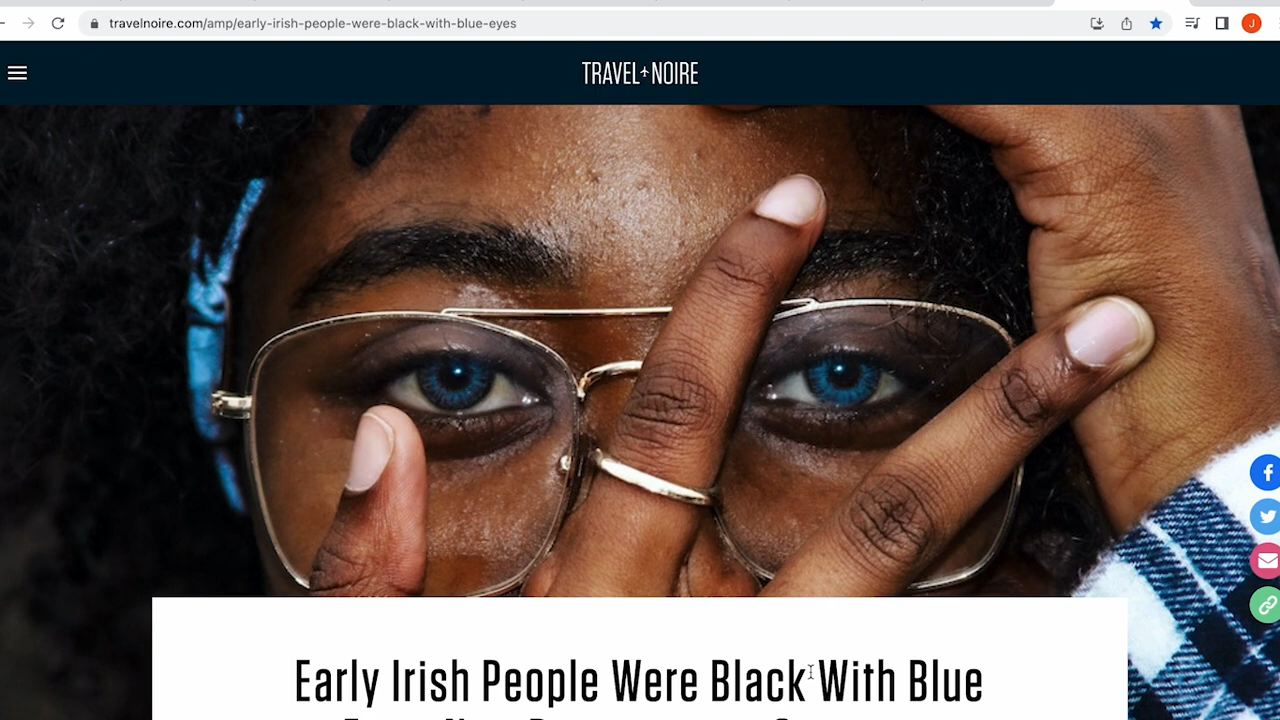 travelnoire.com/amp/early-irish-people-were-black-with-blue-eyes
J
TRAVEL NOIRE
Early Irish People Were Black With Blue